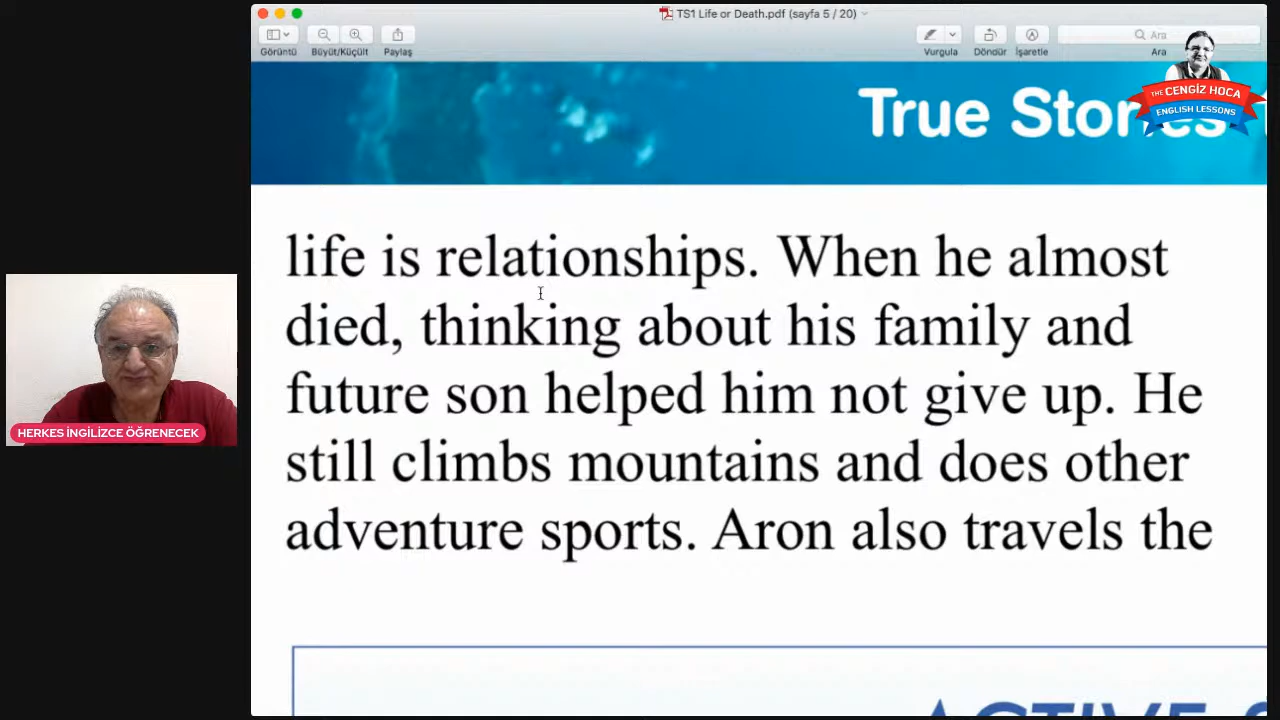 TS1 Life or Death.pdf (sayfa 5 / 20)
Görüntü
Büyüt/Küçült
Paylaş
Vurgula
Döndür
İşaretle
Ara
Ara
THE CENGİZ HOCA
ENGLISH LESSONS
True Stories
life is relationships. When he almost
died, thinking about his family and
future son helped him not give up. He
still climbs mountains and does other
adventure sports. Aron also travels the
HERKES İNGİLİZCE ÖĞRENECEK